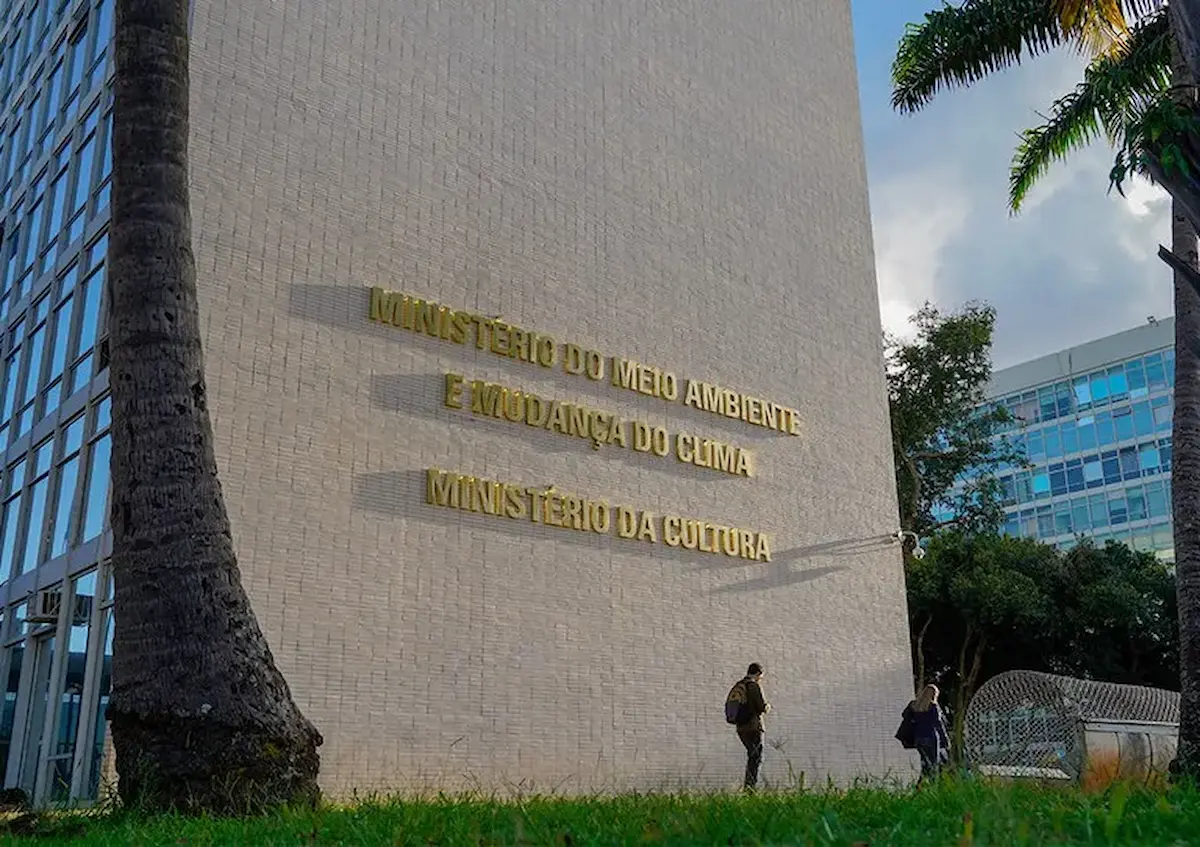 MINISTÉRIO DO MEIO AMBIENTE
E MUDANÇA DO CLIMA
MINISTÉRIO DA CULTURA